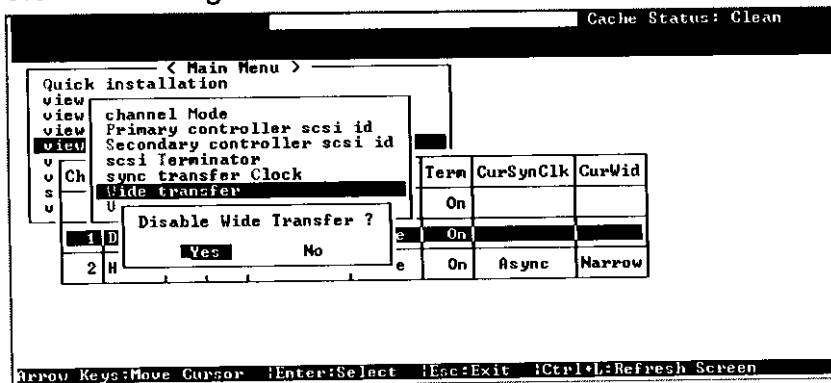 Cache Status: Clean
< Main Menu >
Quick installation
view
view
view
view
v
v
s
v
channel Mode
Primary controller scsi id
Secondary controller scsi id
scsi Terminator
sync transfer Clock
Wide transfer
Disable Wide Transfer ?
Yes No
Ch Term CurSynClk CurWid
On
1 D e On
2 H e On Async Narrow
Arrow Keys:Move Cursor |Enter:Select |Esc:Exit |Ctrl+L:Refresh Screen